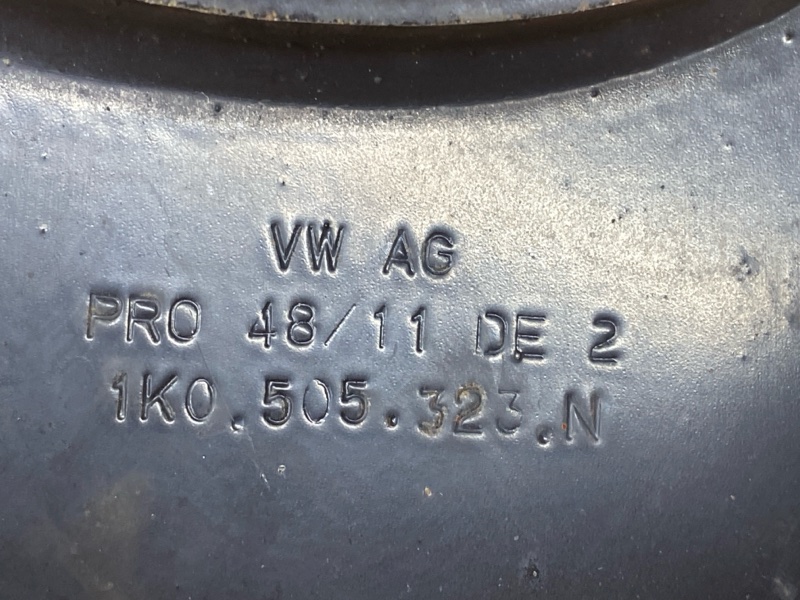 VW AG
PRO 48/11 DE 2
1K0.505.323.N